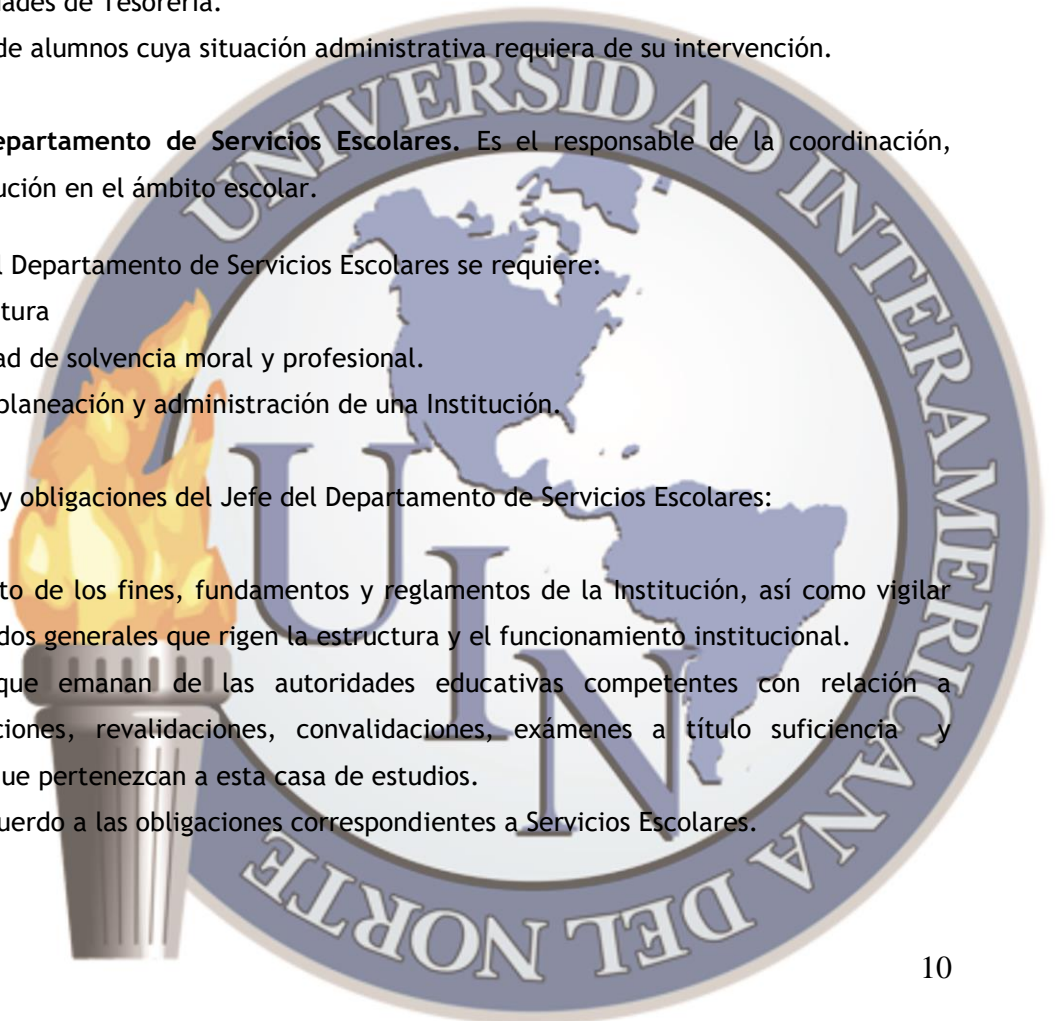 ades de Tesorería.
de alumnos cuya situación administrativa requiera de su intervención.
epartamento de Servicios Escolares. Es el responsable de la coordinación,
ución en el ámbito escolar.
l Departamento de Servicios Escolares se requiere:
tura
ad de solvencia moral y profesional.
planeación y administración de una Institución.
y obligaciones del Jefe del Departamento de Servicios Escolares:
to de los fines, fundamentos y reglamentos de la Institución, así como vigilar
dos generales que rigen la estructura y el funcionamiento institucional.
que emanan de las autoridades educativas competentes con relación a
ciones, revalidaciones, convalidaciones, exámenes a título suficiencia y
que pertenezcan a esta casa de estudios.
uerdo a las obligaciones correspondientes a Servicios Escolares.
UNIVERSIDAD INTERAMERICANA DEL NORTE
UIN
10